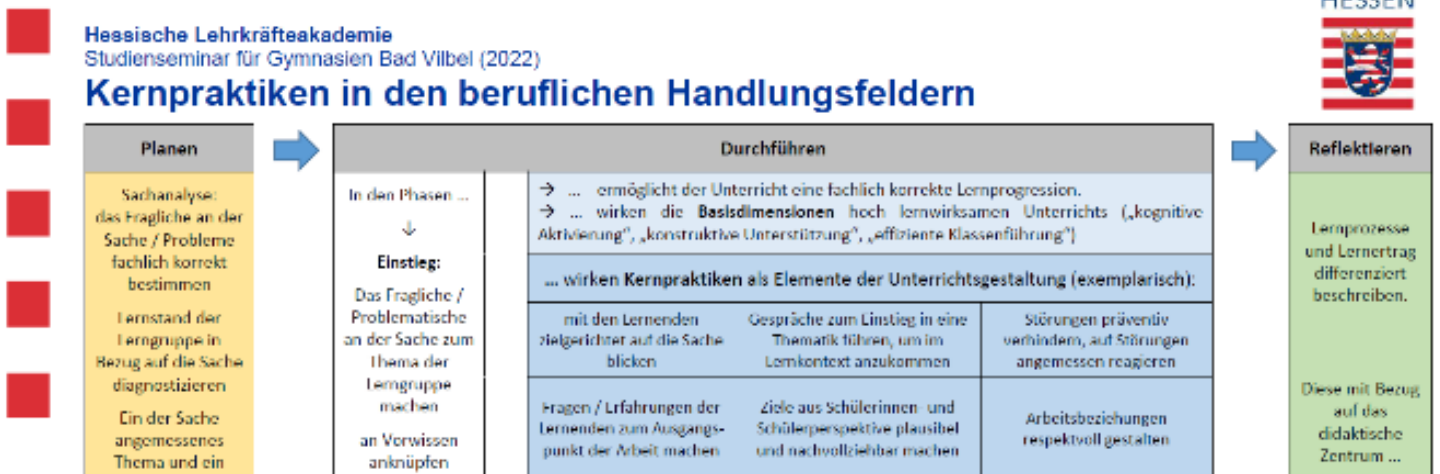 HESSEN
Hessische Lehrkräfteakademie
Studienseminar für Gymnasien Bad Vilbel (2022)
Kernpraktiken in den beruflichen Handlungsfeldern
Planen
Sachanalyse:
das Fragliche an der
Sache / Probleme
fachlich korrekt
bestimmen
Lernstand der
Lerngruppe in
Bezug auf die Sache
diagnostizieren
Ein der Sache
angemessenes
Thema und ein
Durchführen
In den Phasen ...
↓
Einstieg:
Das Fragliche /
Problematische
an der Sache zum
Thema der
Lerngruppe
machen
an Vorwissen
anknüpfen
→ ... ermöglicht der Unterricht eine fachlich korrekte Lernprogression.
→ ... wirken die Basisdimensionen hoch lernwirksamen Unterrichts („kognitive
Aktivierung“, „konstruktive Unterstützung“, „effiziente Klassenführung“)
... wirken Kernpraktiken als Elemente der Unterrichtsgestaltung (exemplarisch):
mit den Lernenden
zielgerichtet auf die Sache
blicken
Gespräche zum Einstieg in eine
Thematik führen, um im
Lernkontext anzukommen
Störungen präventiv
verhindern, auf Störungen
angemessen reagieren
Fragen / Erfahrungen der
Lernenden zum Ausgangs-
punkt der Arbeit machen
Ziele aus Schülerinnen- und
Schülerperspektive plausibel
und nachvollziehbar machen
Arbeitsbeziehungen
respektvoll gestalten
Reflektieren
Lernprozesse
und Lernertrag
differenziert
beschreiben.
Diese mit Bezug
auf das
didaktische
Zentrum ...